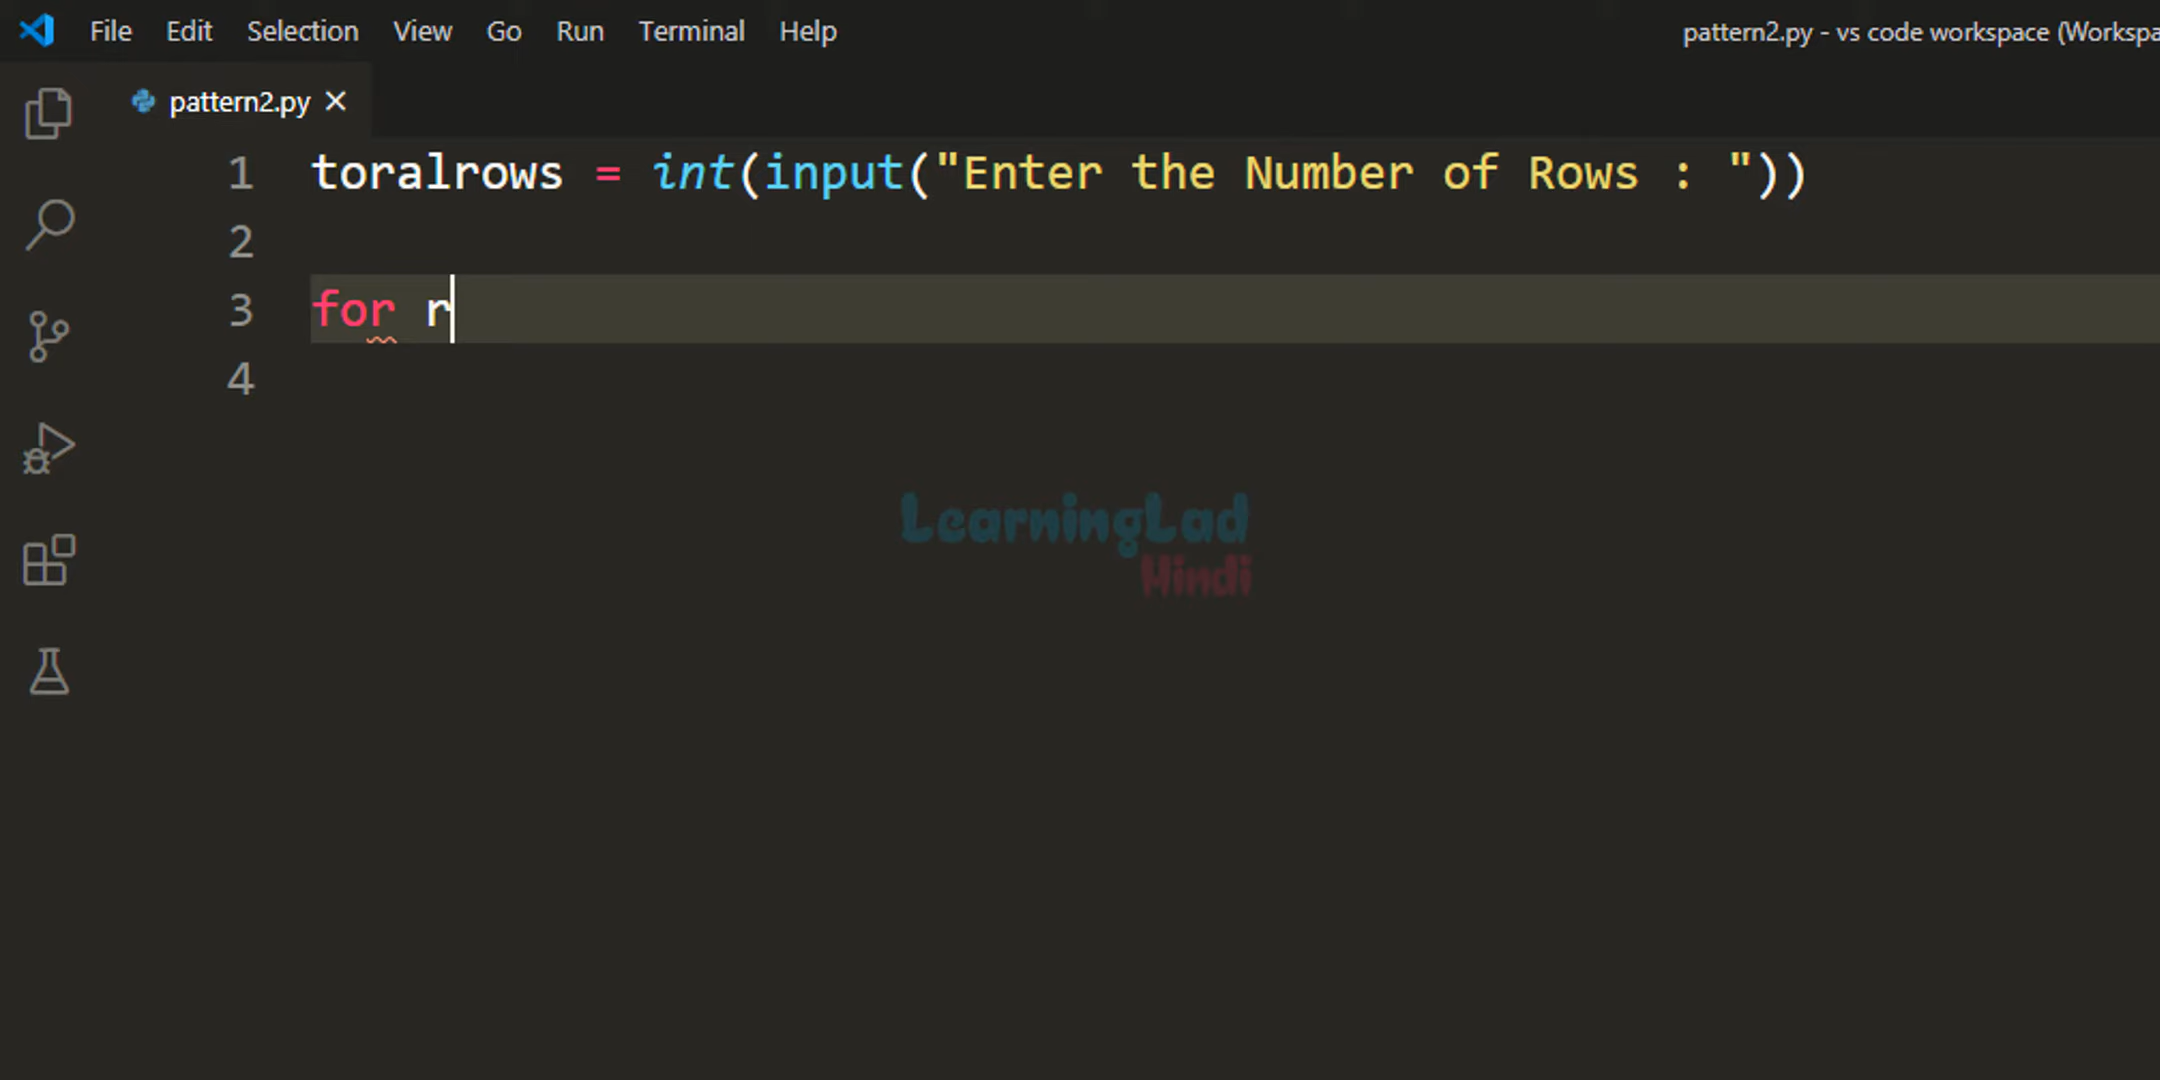 File Edit Selection View Go Run Terminal Help
pattern2.py - vs code workspace (Workspa
pattern2.py
1 toralrows = int(input("Enter the Number of Rows : "))
2
3 for r
4
LearningLad
Hindi